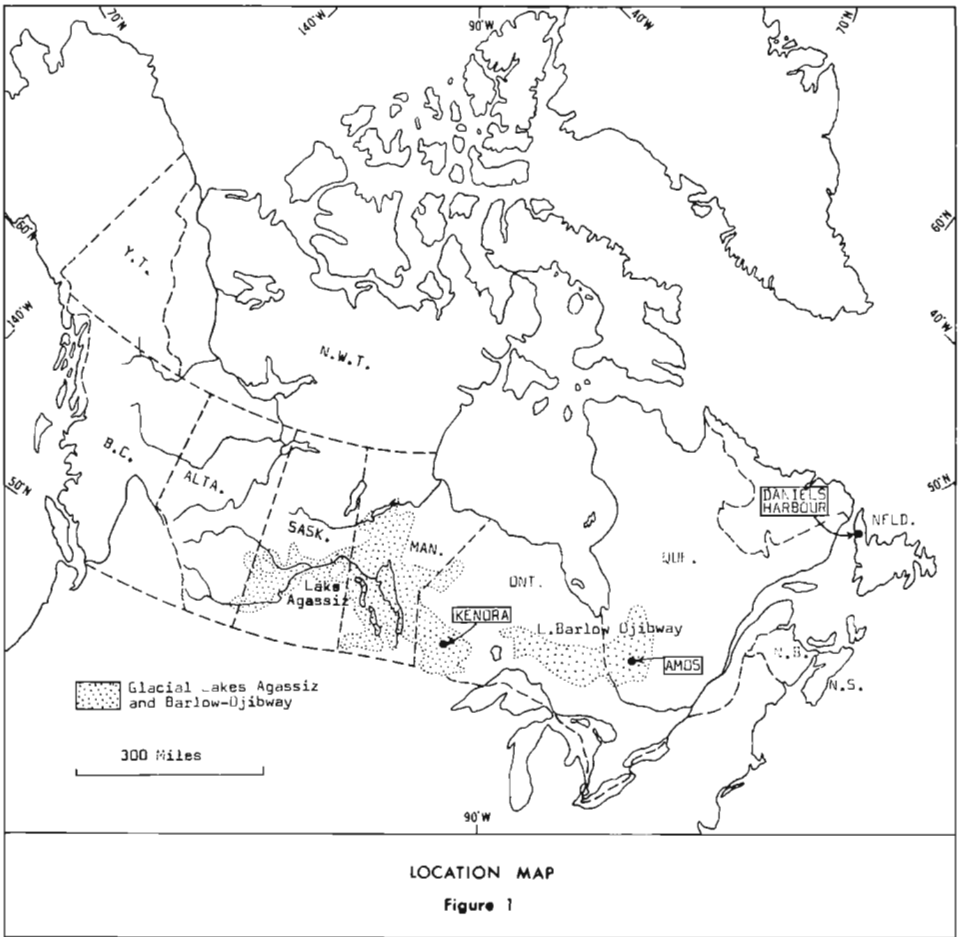 70°N
140°W
90°W
40°W
70°N
60°N
60°N
140°W
40°W
Y.T.
N.W.T.
B.C.
50°N
50°N
ALTA.
SASK.
MAN.
ONT.
QUE.
DANIELS
HARBOUR
NFLD.
Lake
Agassiz
KENORA
L.Barlow Ojibway
AMOS
N.B.
N.S.
Glacial Lakes Agassiz
and Barlow-Ojibway
300 Miles
90°W
LOCATION MAP
Figure 1